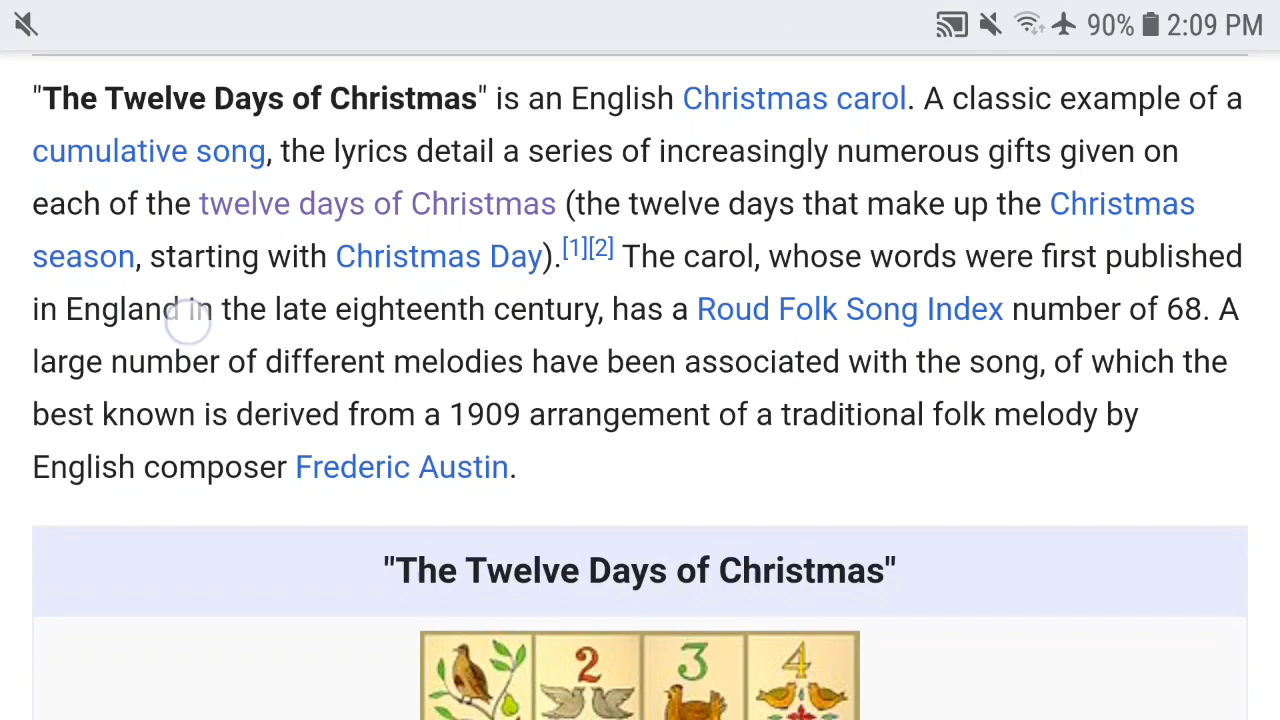 90% 2:09 PM
"The Twelve Days of Christmas" is an English Christmas carol. A classic example of a
cumulative song, the lyrics detail a series of increasingly numerous gifts given on
each of the twelve days of Christmas (the twelve days that make up the Christmas
season, starting with Christmas Day).[1][2] The carol, whose words were first published
in England in the late eighteenth century, has a Roud Folk Song Index number of 68. A
large number of different melodies have been associated with the song, of which the
best known is derived from a 1909 arrangement of a traditional folk melody by
English composer Frederic Austin.
"The Twelve Days of Christmas"
2 3 4